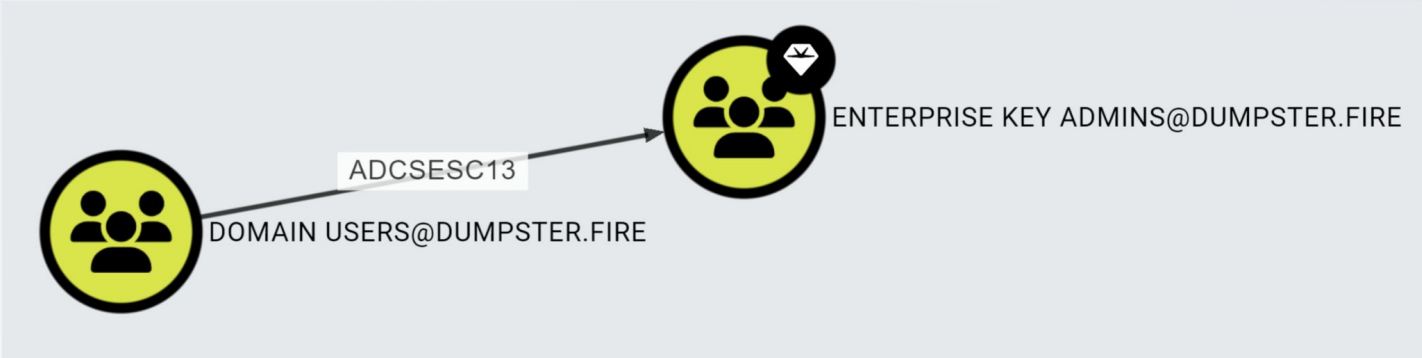 ENTERPRISE KEY ADMINS@DUMPSTER.FIRE
ADCSESC13
DOMAIN USERS@DUMPSTER.FIRE